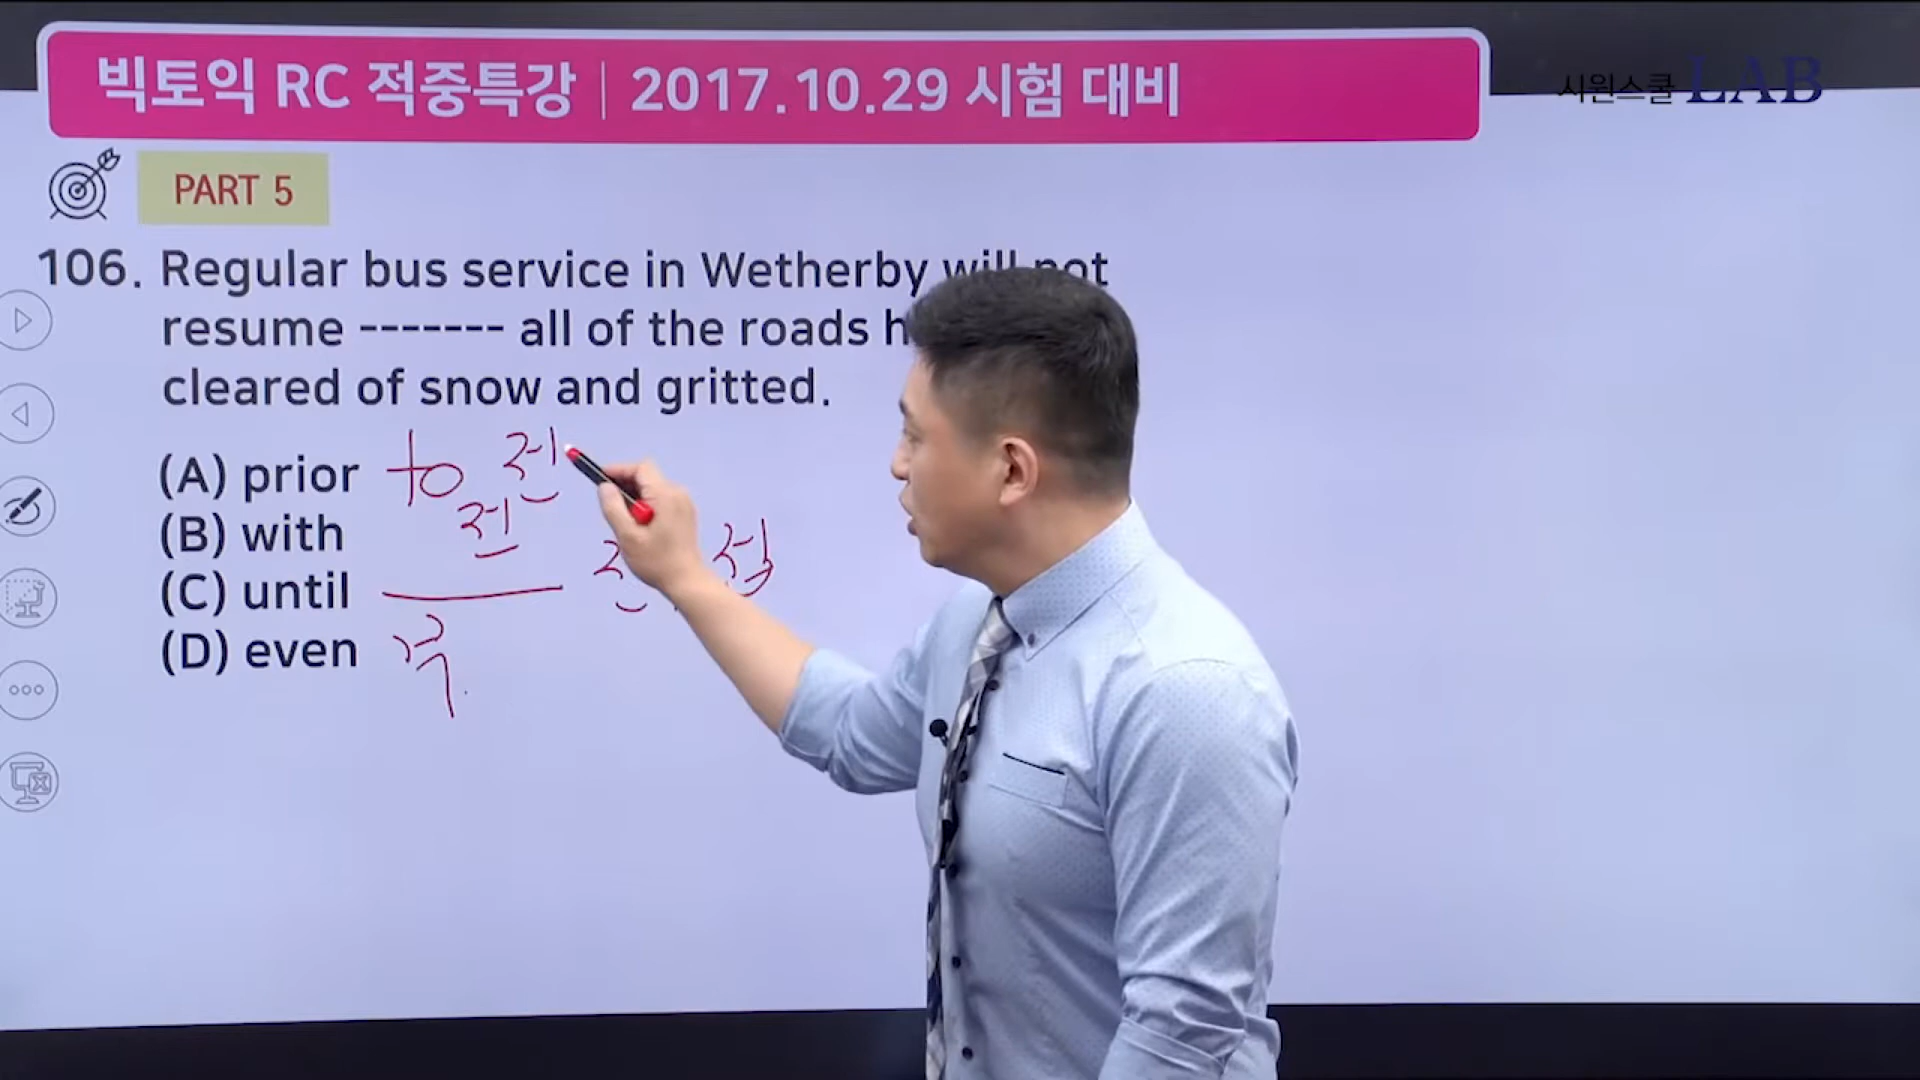 빅토익 RC 적중특강 | 2017.10.29 시험 대비
시원스쿨 LAB
PART 5
106. Regular bus service in Wetherby will not
resume ------- all of the roads
cleared of snow and gritted.
(A) prior to 전
(B) with 전
(C) until 접
(D) even 부